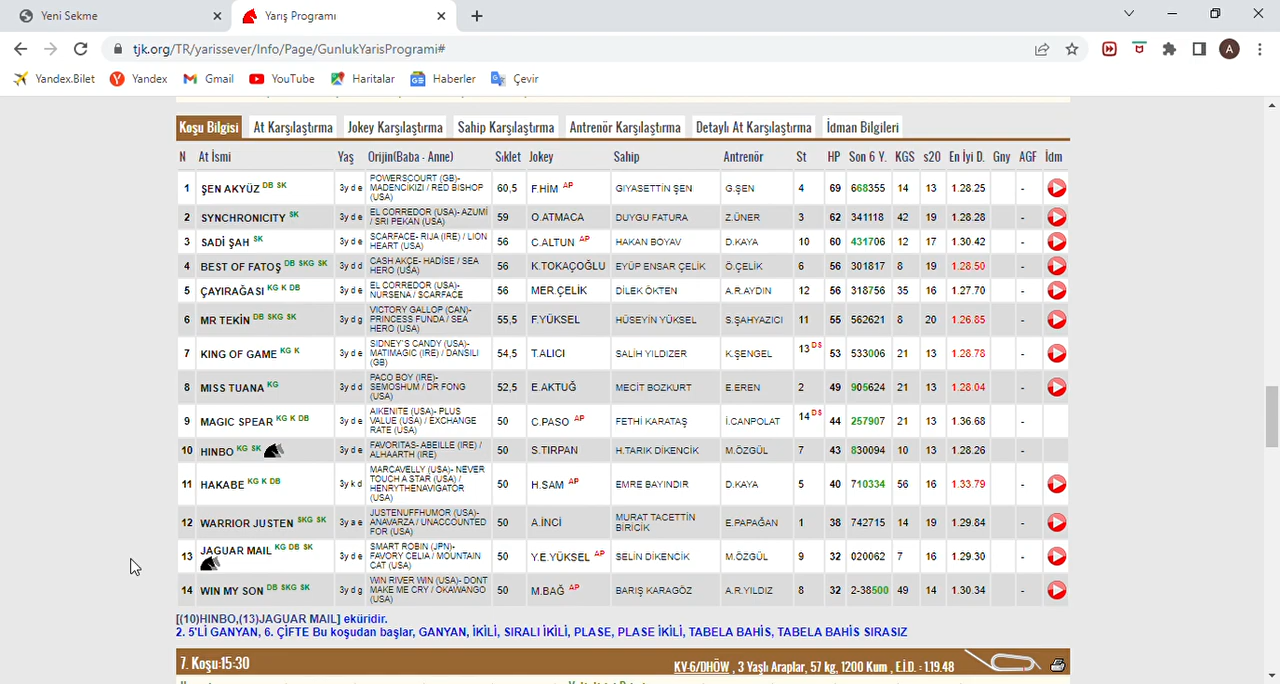 Yeni Sekme
Yarış Programı
tjk.org/TR/yarissever/Info/Page/GunlukYarisProgrami#
A
Yandex.Bilet Yandex Gmail YouTube Haritalar Haberler Çevir
Koşu Bilgisi At Karşılaştırma Jokey Karşılaştırma Sahip Karşılaştırma Antrenör Karşılaştırma Detaylı At Karşılaştırma İdman Bilgileri
N At İsmi Yaş Orijin(Baba - Anne) Sıklet Jokey Sahip Antrenör St HP Son 6 Y. KGS s20 En İyi D. Gny AGF İdm
1 ŞEN AKYÜZ DB SK 3y d e POWERSCOURT (GB)- MADENCİKIZI / RED BISHOP (USA) 60,5 F.HİM AP GIYASETTİN ŞEN G.ŞEN 4 69 668355 14 13 1.28.25 -
2 SYNCHRONICITY SK 3y d e EL CORREDOR (USA)- AZUMİ / SRI PEKAN (USA) 59 O.ATMACA DUYGU FATURA Z.ÜNER 3 62 341118 42 19 1.28.28 -
3 SADİ ŞAH SK 3y d e SCARFACE- RIJA (IRE) / LION HEART (USA) 56 C.ALTUN AP HAKAN BOYAV D.KAYA 10 60 431706 12 17 1.30.42 -
4 BEST OF FATOŞ DB SKG SK 3y d e CASH AKÇE- HADİSE / SEA HERO (USA) 56 K.TOKAÇOĞLU EYÜP ENSAR ÇELİK Ö.ÇELİK 6 56 301817 8 19 1.28.50 -
5 ÇAYIRAĞASI KG K DB 3y d e EL CORREDOR (USA)- NURSENA / SCARFACE 56 MER.ÇELİK DİLEK ÖKTEN A.R.AYDIN 12 56 318756 35 16 1.27.70 -
6 MR TEKİN DB SKG SK 3y d g VICTORY GALLOP (CAN)- PRINCESS FUNDA / SEA HERO (USA) 55,5 F.YÜKSEL HÜSEYİN YÜKSEL S.ŞAHYAZICI 11 55 562621 8 20 1.26.85 -
7 KING OF GAME KG K 3y d e SIDNEY'S CANDY (USA)- MATIMAGIC (IRE) / DANSILI (GB) 54,5 T.ALICI SALİH YILDIZER K.ŞENGEL 13 DS 53 533006 21 13 1.28.78 -
8 MISS TUANA KG 3y d d PACO BOY (IRE)- SEMOSHUM / DR FONG (USA) 52,5 E.AKTUĞ MECİT BOZKURT E.EREN 2 49 905624 21 13 1.28.04 -
9 MAGIC SPEAR KG K DB 3y d e AIKENITE (USA)- PLUS VALUE (USA) / EXCHANGE RATE (USA) 50 C.PASO AP FETHİ KARATAŞ İ.CANPOLAT 14 DS 44 257907 21 13 1.36.68 -
10 HINBO KG SK 3y d e FAVORITAS- ABEILLE (IRE) / ALHAARTH (IRE) 50 S.TIRPAN H.TARIK DİKENCİK M.ÖZGÜL 7 43 830094 10 13 1.28.26 -
11 HAKABE KG K DB 3y k d MARCAVELLY (USA)- NEVER TOUCH A STAR (USA) / HENRYTHENAVIGATOR (USA) 50 H.SAM AP EMRE BAYINDIR D.KAYA 5 40 710334 56 16 1.33.79 -
12 WARRIOR JUSTEN SKG SK 3y a e JUSTENUFFHUMOR (USA)- ANAVARZA / UNACCOUNTED FOR (USA) 50 A.İNCİ MURAT TACETTİN BİRİCİK E.PAPAĞAN 1 38 742715 14 19 1.29.84 -
13 JAGUAR MAIL KG DB SK 3y d e SMART ROBIN (JPN)- FAVORY CELIA / MOUNTAIN CAT (USA) 50 Y.E.YÜKSEL AP SELİN DİKENCİK M.ÖZGÜL 9 32 020062 7 16 1.29.30 -
14 WIN MY SON DB SKG SK 3y d g WIN RIVER WIN (USA)- DONT MAKE ME CRY / OKAWANGO (USA) 50 M.BAĞ AP BARIŞ KARAGÖZ A.R.YILDIZ 8 32 2-38500 49 14 1.30.34 -
[(10)HINBO,(13)JAGUAR MAIL] eküridir.
2. 5'Lİ GANYAN, 6. ÇİFTE Bu koşudan başlar, GANYAN, İKİLİ, SIRALI İKİLİ, PLASE, PLASE İKİLİ, TABELA BAHİS, TABELA BAHİS SIRASIZ
7. Koşu:15:30 KV-6/DHÖW , 3 Yaşlı Araplar, 57 kg, 1200 Kum , E.İ.D. : 1.19.48